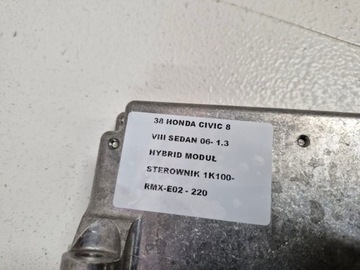 38 HONDA CIVIC 8
VIII SEDAN 06- 1.3
HYBRID MODUŁ
STEROWNIK 1K100-
RMX-E02 - 220